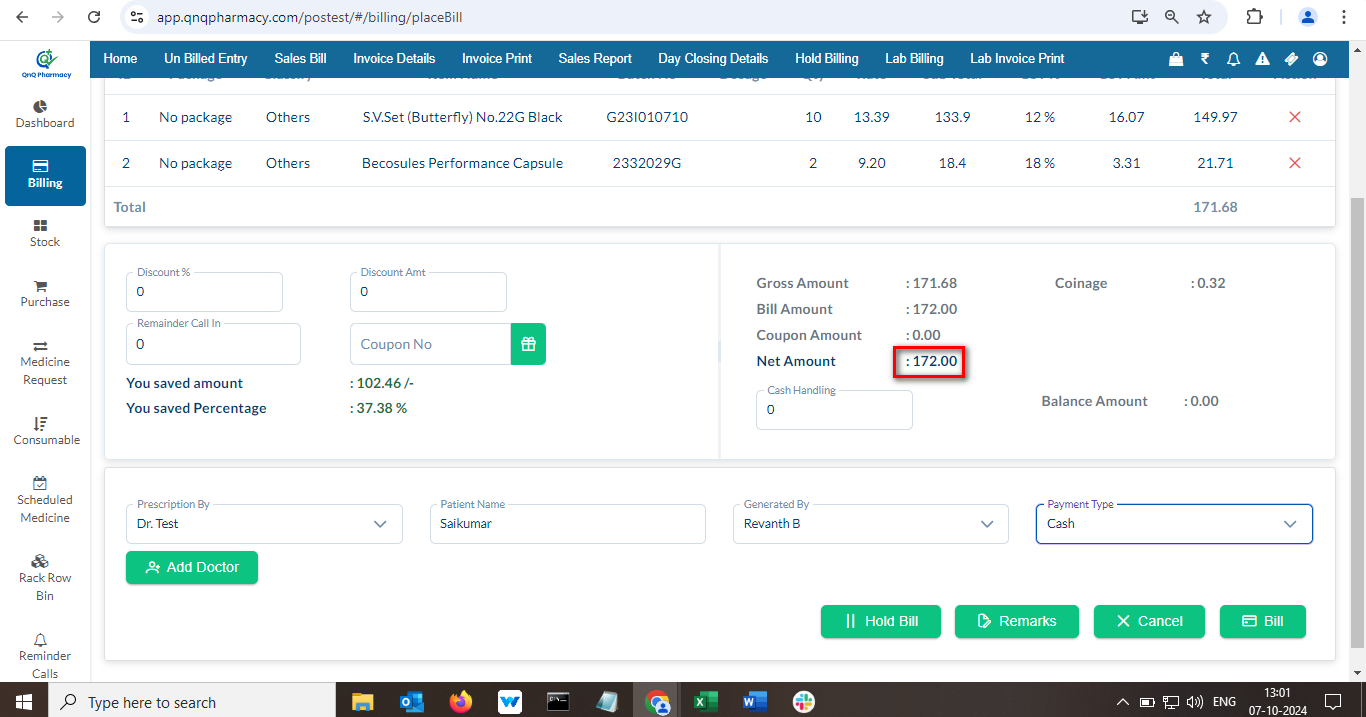 app.qnqpharmacy.com/postest/#/billing/placeBill
QnQ Pharmacy
Home Un Billed Entry Sales Bill Invoice Details Invoice Print Sales Report Day Closing Details Hold Billing Lab Billing Lab Invoice Print
1 No package Others S.V.Set (Butterfly) No.22G Black G23I010710 10 13.39 133.9 12 % 16.07 149.97
2 No package Others Becosules Performance Capsule 2332029G 2 9.20 18.4 18 % 3.31 21.71
Total 171.68
Dashboard
Billing
Stock
Purchase
Medicine
Request
Consumable
Scheduled
Medicine
Rack Row
Bin
Reminder
Calls
Discount % Discount Amt
0 0
Remainder Call In
0 Coupon No
You saved amount : 102.46 /-
You saved Percentage : 37.38 %
Gross Amount : 171.68 Coinage : 0.32
Bill Amount : 172.00
Coupon Amount : 0.00
Net Amount : 172.00
Cash Handling
0 Balance Amount : 0.00
Prescription By Patient Name Generated By Payment Type
Dr. Test Saikumar Revanth B Cash
Add Doctor
Hold Bill Remarks Cancel Bill
Type here to search ENG 13:01
07-10-2024